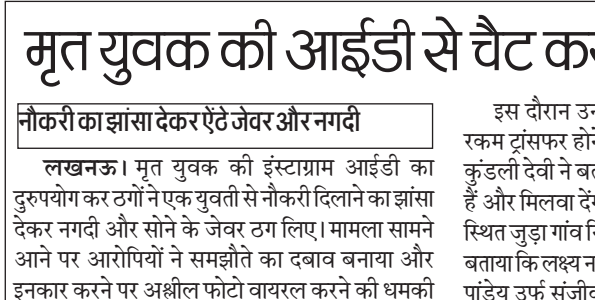 मृत युवक की आईडी से चैट
नौकरी का झांसा देकर ऐंठे जेवर और नगदी
लखनऊ। मृत युवक की इंस्टाग्राम आईडी का
दुरुपयोग कर ठगों ने एक युवती से नौकरी दिलाने का झांसा
देकर नगदी और सोने के जेवर ठग लिए। मामला सामने
आने पर आरोपियों ने समझौते का दबाव बनाया और
इनकार करने पर अश्लील फोटो वायरल करने की धमकी
इस दौरान
रकम ट्रांसफर
कुंडली देवी ने
हैं और मिलवा
स्थित जुड़ा गांव
बताया कि लक्ष्य
पांडेय उर्फ